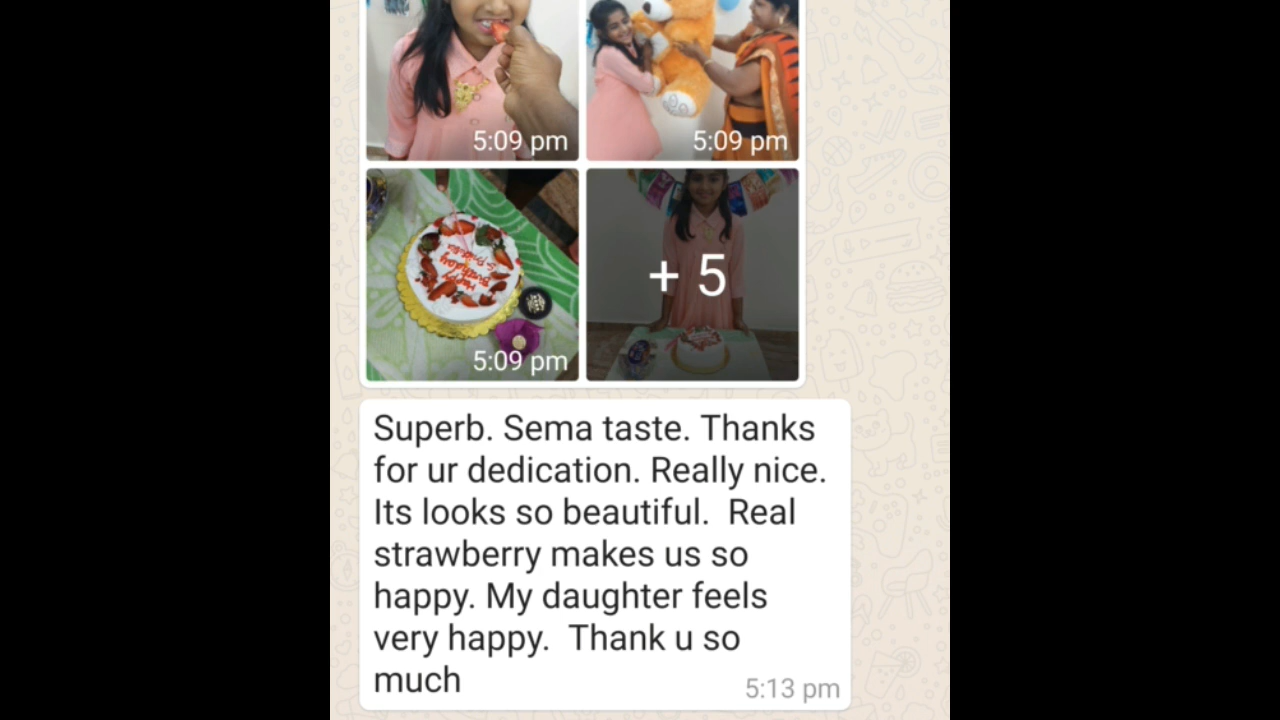 5:09 pm
5:09 pm
Happy
Birthday
5:09 pm
+ 5
Superb. Sema taste. Thanks
for ur dedication. Really nice.
Its looks so beautiful.  Real
strawberry makes us so
happy. My daughter feels
very happy.  Thank u so
much
5:13 pm